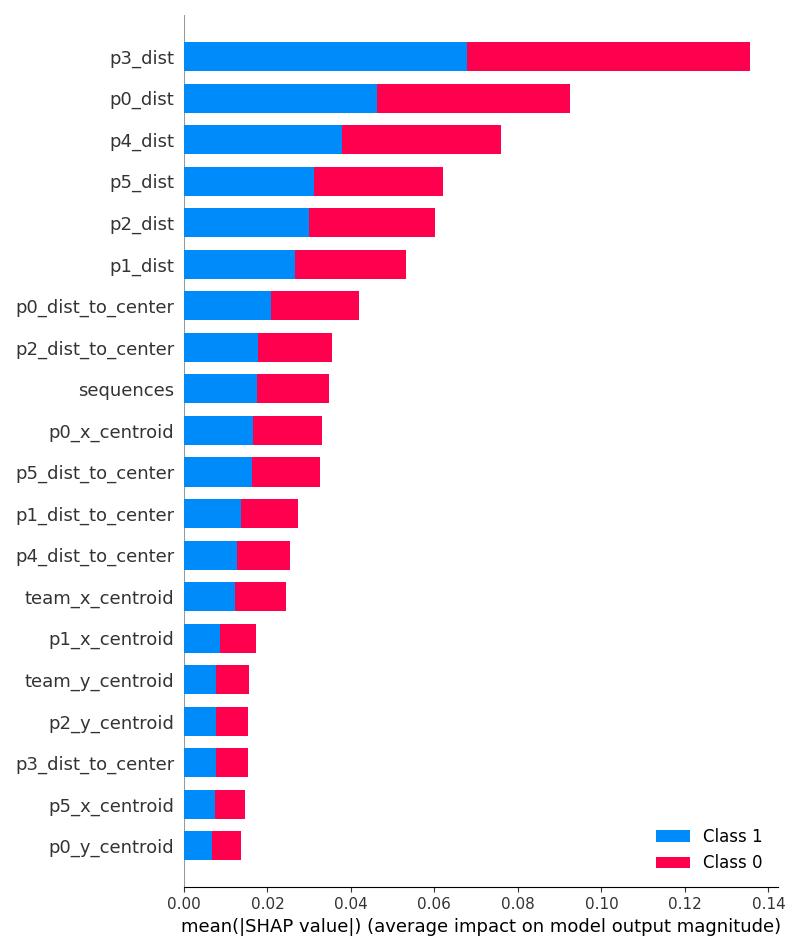 p3_dist
p0_dist
p4_dist
p5_dist
p2_dist
p1_dist
p0_dist_to_center
p2_dist_to_center
sequences
p0_x_centroid
p5_dist_to_center
p1_dist_to_center
p4_dist_to_center
team_x_centroid
p1_x_centroid
team_y_centroid
p2_y_centroid
p3_dist_to_center
p5_x_centroid
p0_y_centroid
Class 1
Class 0
0.00 0.02 0.04 0.06 0.08 0.10 0.12 0.14
mean(|SHAP value|) (average impact on model output magnitude)